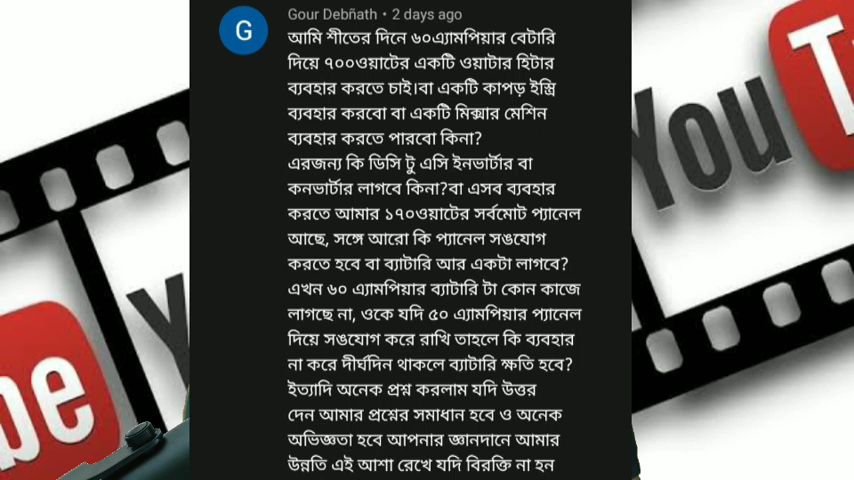 G
Gour Debñath • 2 days ago
আমি শীতের দিনে ৬০এ্যামপিয়ার বেটারি
দিয়ে ৭০০ওয়াটের একটি ওয়াটার হিটার
ব্যবহার করতে চাই।বা একটি কাপড় ইস্ত্রি
ব্যবহার করবো বা একটি মিক্সার মেশিন
ব্যবহার করতে পারবো কিনা?
এরজন্য কি ডিসি টু এসি ইনভার্টার বা
কনভার্টার লাগবে কিনা?বা এসব ব্যবহার
করতে আমার ১৭০ওয়াটের সর্বমোট প্যানেল
আছে, সঙ্গে আরো কি প্যানেল সঙযোগ
করতে হবে বা ব্যাটারি আর একটা লাগবে?
এখন ৬০ এ্যামপিয়ার ব্যাটারি টা কোন কাজে
লাগছে না, ওকে যদি ৫০ এ্যামপিয়ার প্যানেল
দিয়ে সঙযোগ করে রাখি তাহলে কি ব্যবহার
না করে দীর্ঘদিন থাকলে ব্যাটারি ক্ষতি হবে?
ইত্যাদি অনেক প্রশ্ন করলাম যদি উত্তর
দেন আমার প্রশ্নের সমাধান হবে ও অনেক
অভিজ্ঞতা হবে আপনার জ্ঞানদানে আমার
উন্নতি এই আশা রেখে যদি বিরক্তি না হন
You
T
Y
be